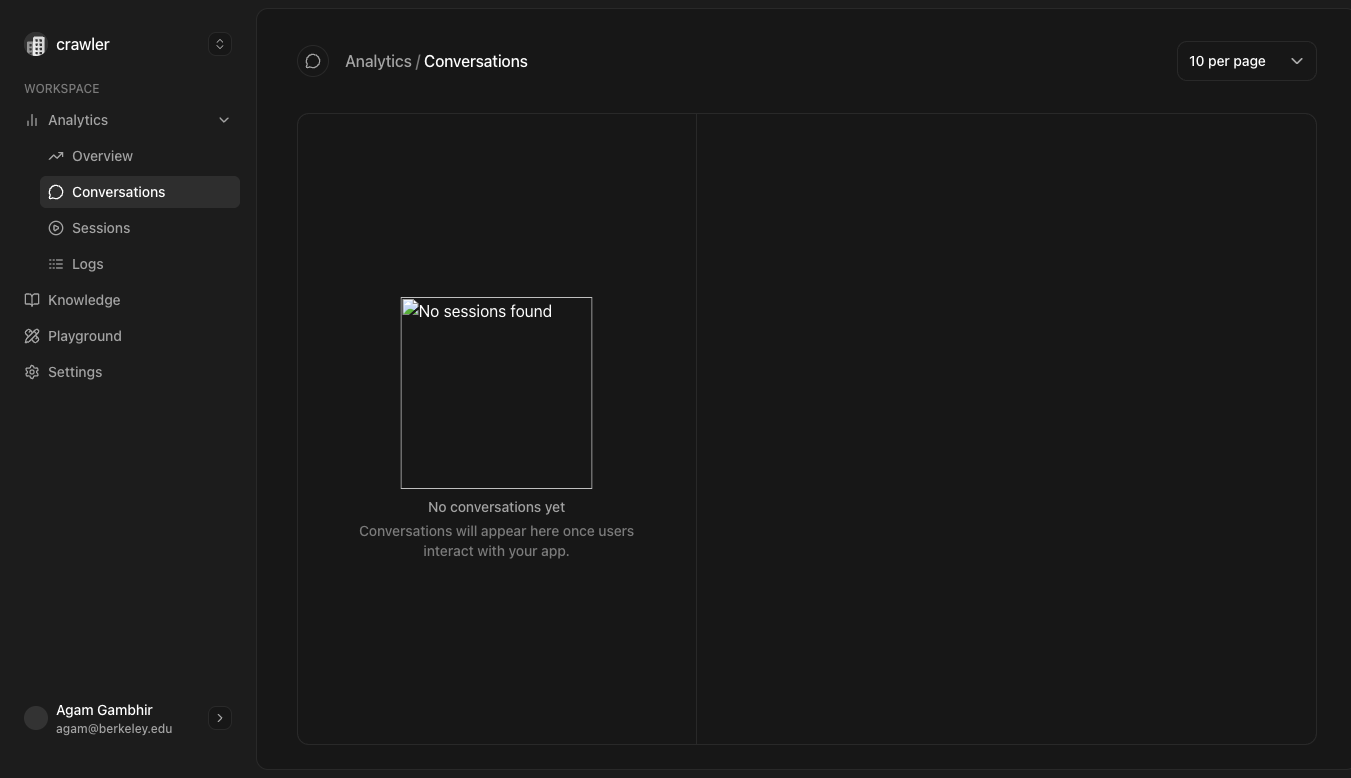 crawler
WORKSPACE
Analytics
Overview
Conversations
Sessions
Logs
Knowledge
Playground
Settings
Agam Gambhir
agam@berkeley.edu
Analytics / Conversations
10 per page
No sessions found
No conversations yet
Conversations will appear here once users
interact with your app.